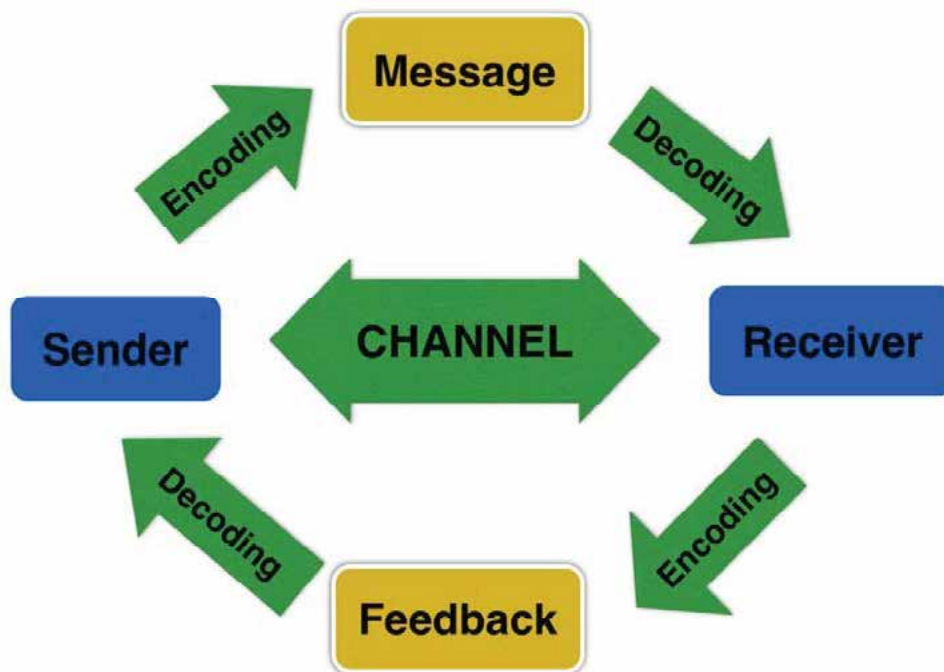 Message
Encoding
Decoding
Sender
CHANNEL
Receiver
Decoding
Encoding
Feedback